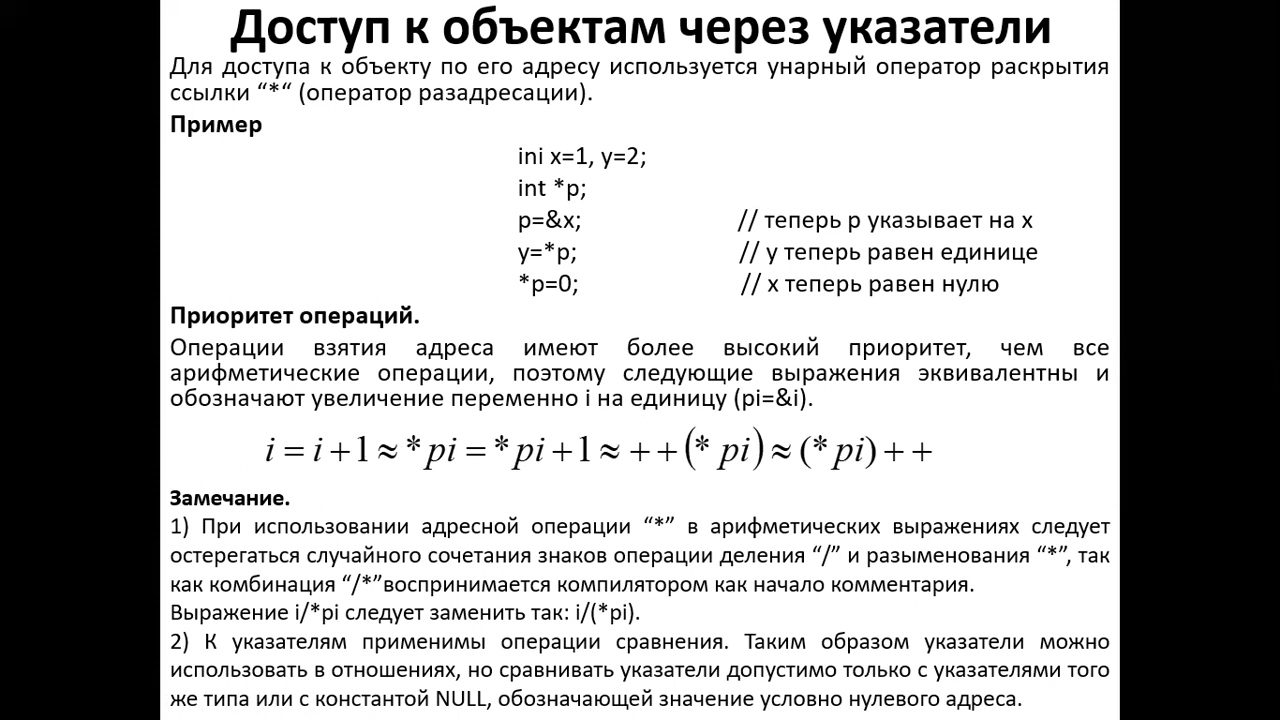 Доступ к объектам через указатели
Для доступа к объекту по его адресу используется унарный оператор раскрытия
ссылки “*“ (оператор разадресации).
Пример
ini x=1, y=2;
int *p;
p=&x; // теперь p указывает на x
y=*p; // y теперь равен единице
*p=0; // x теперь равен нулю
Приоритет операций.
Операции взятия адреса имеют более высокий приоритет, чем все
арифметические операции, поэтому следующие выражения эквивалентны и
обозначают увеличение переменно i на единицу (pi=&i).
i = i + 1 ≈ * pi = * pi + 1 ≈ + + (* pi) ≈ (* pi) + +
Замечание.
1) При использовании адресной операции “*” в арифметических выражениях следует
остерегаться случайного сочетания знаков операции деления “/” и разыменования “*”, так
как комбинация “/*”воспринимается компилятором как начало комментария.
Выражение i/*pi следует заменить так: i/(*pi).
2) К указателям применимы операции сравнения. Таким образом указатели можно
использовать в отношениях, но сравнивать указатели допустимо только с указателями того
же типа или с константой NULL, обозначающей значение условно нулевого адреса.